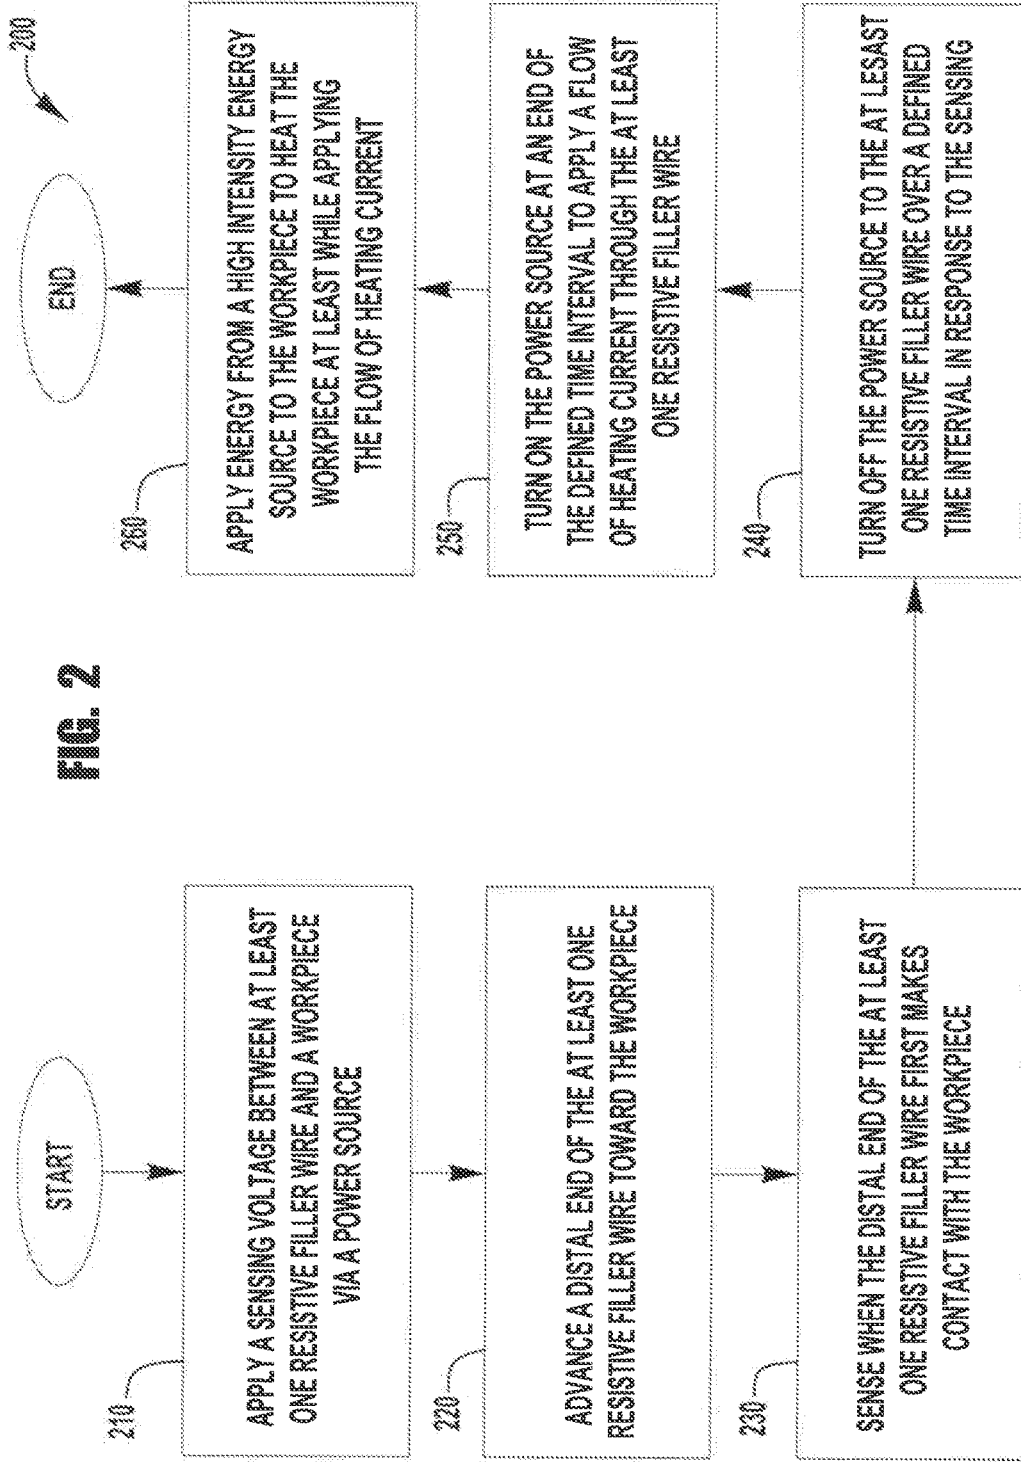 FIG. 2
200
START
210
APPLY A SENSING VOLTAGE BETWEEN AT LEAST
ONE RESISTIVE FILLER WIRE AND A WORKPIECE
VIA A POWER SOURCE
220
ADVANCE A DISTAL END OF THE AT LEAST ONE
RESISTIVE FILLER WIRE TOWARD THE WORKPIECE
230
SENSE WHEN THE DISTAL END OF THE AT LEAST
ONE RESISTIVE FILLER WIRE FIRST MAKES
CONTACT WITH THE WORKPIECE
240
TURN OFF THE POWER SOURCE TO THE AT LESAST
ONE RESISTIVE FILLER WIRE OVER A DEFINED
TIME INTERVAL IN RESPONSE TO THE SENSING
250
TURN ON THE POWER SOURCE AT AN END OF
THE DEFINED TIME INTERVAL TO APPLY A FLOW
OF HEATING CURRENT THROUGH THE AT LEAST
ONE RESISTIVE FILLER WIRE
260
APPLY ENERGY FROM A HIGH INTENSITY ENERGY
SOURCE TO THE WORKPIECE TO HEAT THE
WORKPIECE AT LEAST WHILE APPLYING
THE FLOW OF HEATING CURRENT
END